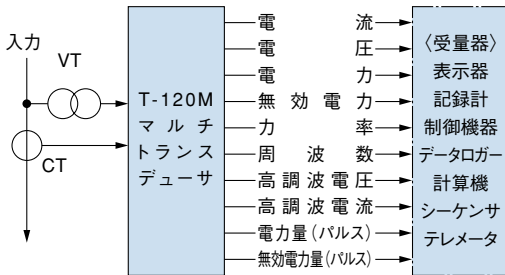 入力
VT
CT
T-120M
マルチ
トランス
デューサ
電流
電圧
電力
無効電力
力率
周波数
高調波電圧
高調波電流
電力量(パルス)
無効電力量(パルス)
〈受量器〉
表示器
記録計
制御機器
データロガー
計算機
シーケンサ
テレメータ